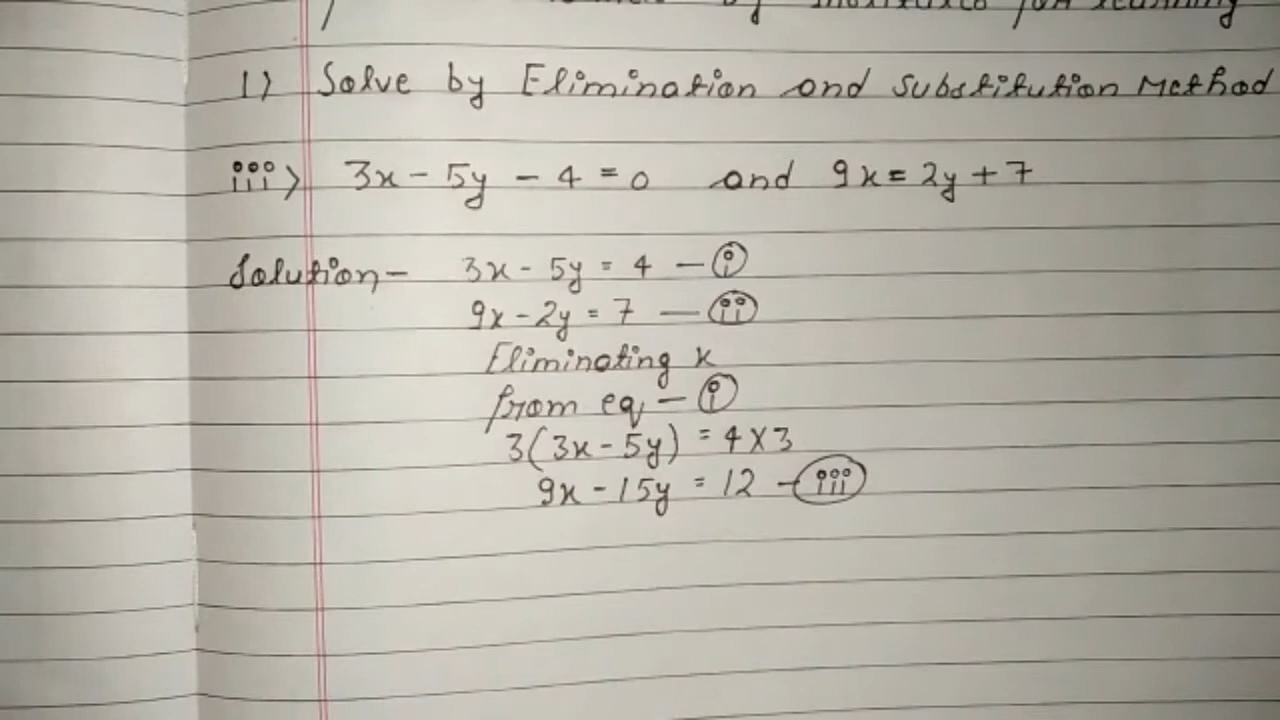 by
1) Solve by Elimination and Substitution Method
iii) 3x - 5y - 4 = 0 and 9x = 2y + 7
Solution - 3x - 5y = 4 - (i)
9x - 2y = 7 - (ii)
Eliminating x
from eq - (i)
3(3x - 5y) = 4 X 3
9x - 15y = 12 - (iii)